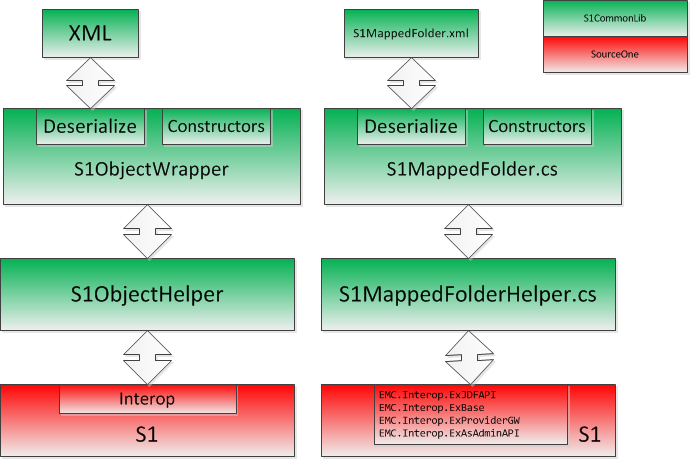 XML
S1MappedFolder.xml
S1CommonLib
SourceOne
Deserialize
Constructors
S1ObjectWrapper
Deserialize
Constructors
S1MappedFolder.cs
S1ObjectHelper
S1MappedFolderHelper.cs
Interop
S1
EMC.Interop.ExJDFAPI
EMC.Interop.ExBase
EMC.Interop.ExProviderGW
EMC.Interop.ExAsAdminAPI
S1